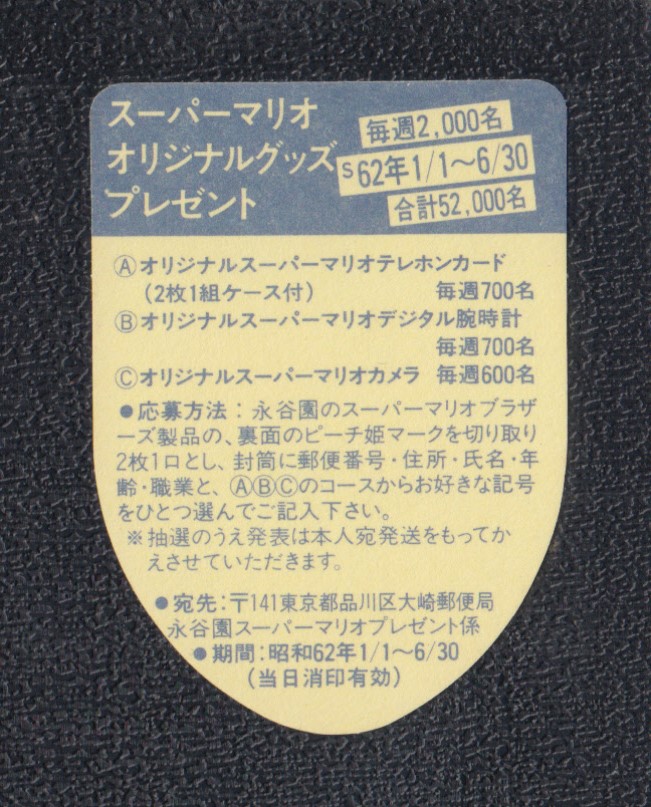 スーパーマリオ
オリジナルグッズ
プレゼント
毎週2,000名
S62年1/1〜6/30
合計52,000名
Ⓐオリジナルスーパーマリオテレホンカード
(2枚1組ケース付) 毎週700名
Ⓑオリジナルスーパーマリオデジタル腕時計
毎週700名
Ⓒオリジナルスーパーマリオカメラ 毎週600名
●応募方法：永谷園のスーパーマリオブラザ
ーズ製品の、裏面のピーチ姫マークを切り取り
2枚1口とし、封筒に郵便番号・住所・氏名・年
齢・職業と、ⒶⒷⒸのコースからお好きな記号
をひとつ選んでご記入下さい。
※抽選のうえ発表は本人宛発送をもってか
えさせていただきます。
●宛先：〒141東京都品川区大崎郵便局
永谷園スーパーマリオプレゼント係
●期間：昭和62年1/1〜6/30
(当日消印有効)